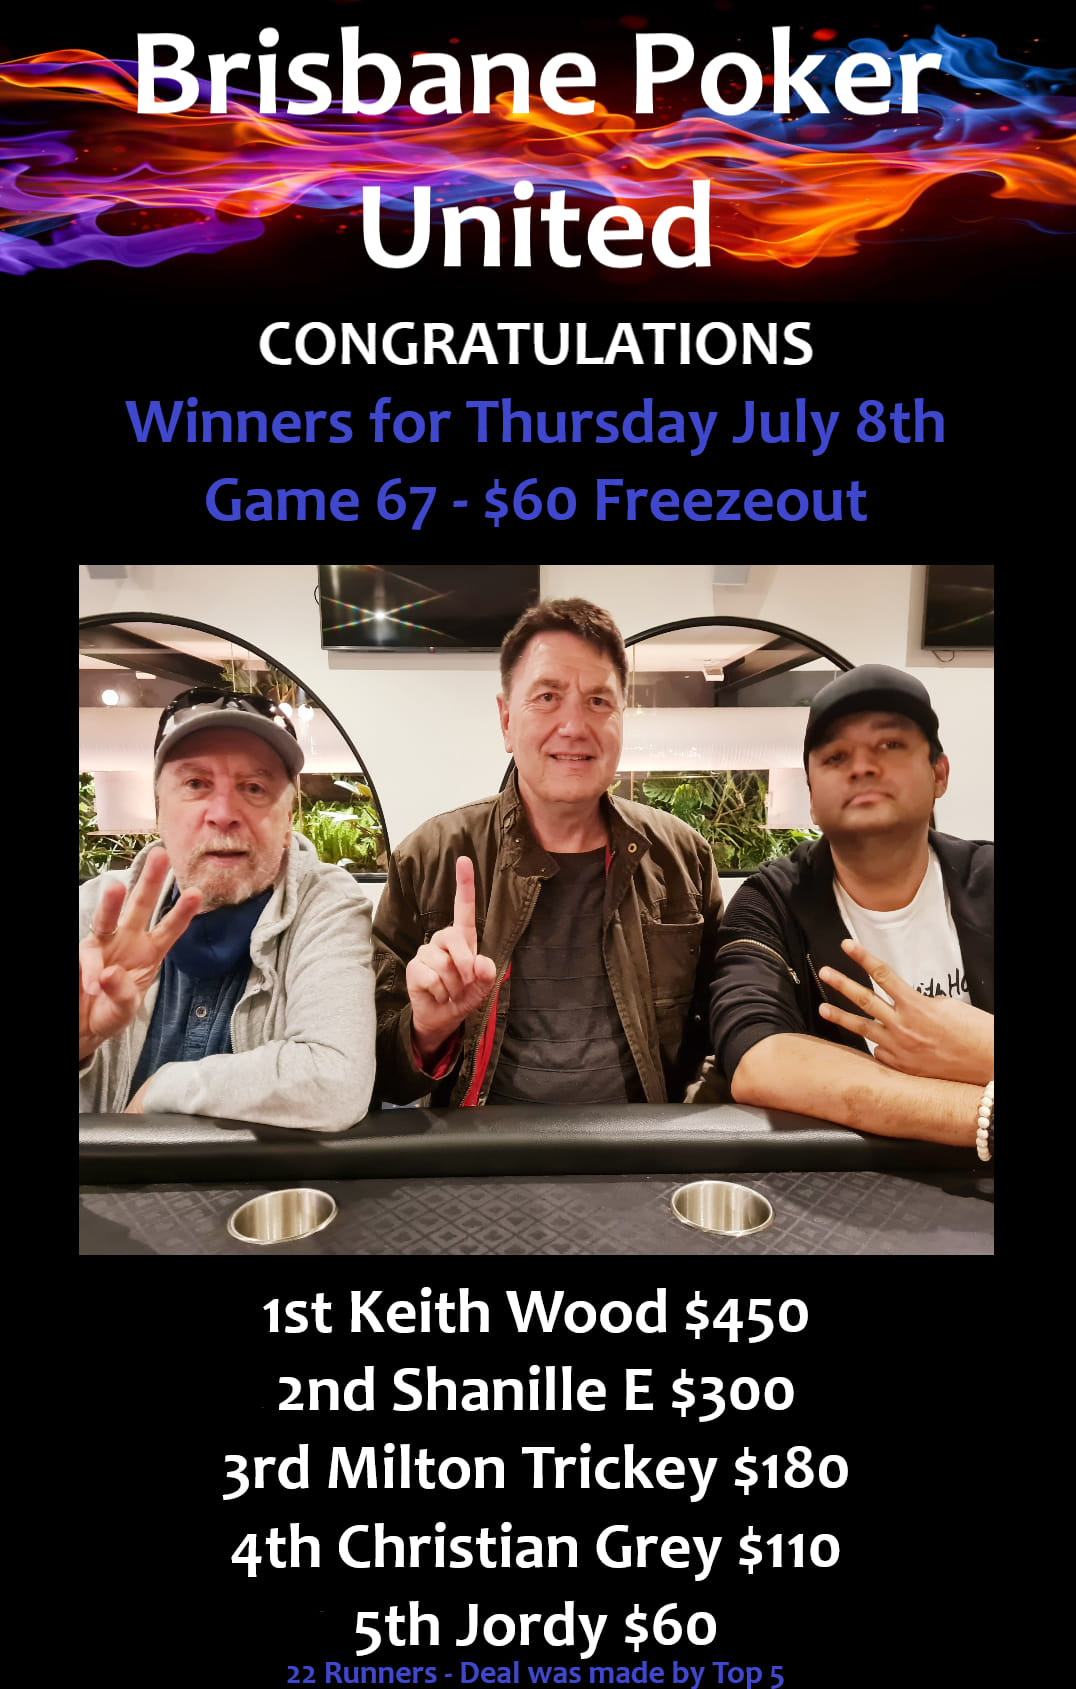 Brisbane Poker
United
CONGRATULATIONS
Winners for Thursday July 8th
Game 67 - $60 Freezeout
1st Keith Wood $450
2nd Shanille E $300
3rd Milton Trickey $180
4th Christian Grey $110
5th Jordy $60
22 Runners - Deal was made by Top 5